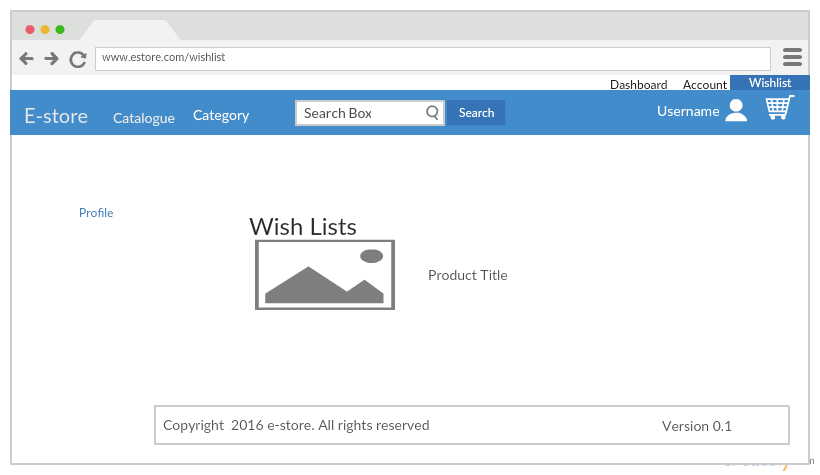 www.estore.com/wishlist
Dashboard Account Wishlist
E-store Catalogue Category Search Box Search Username
Profile
Wish Lists
Product Title
Copyright 2016 e-store. All rights reserved Version 0.1